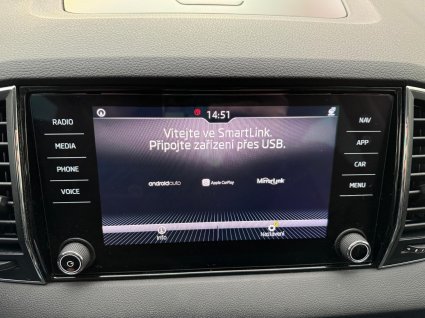 14:51
RADIO
MEDIA
PHONE
VOICE
Vítejte ve SmartLink.
Připojte zařízení přes USB.
androidauto
Apple CarPlay
MirrorLink
Info
Nastavení
NAV
APP
CAR
MENU